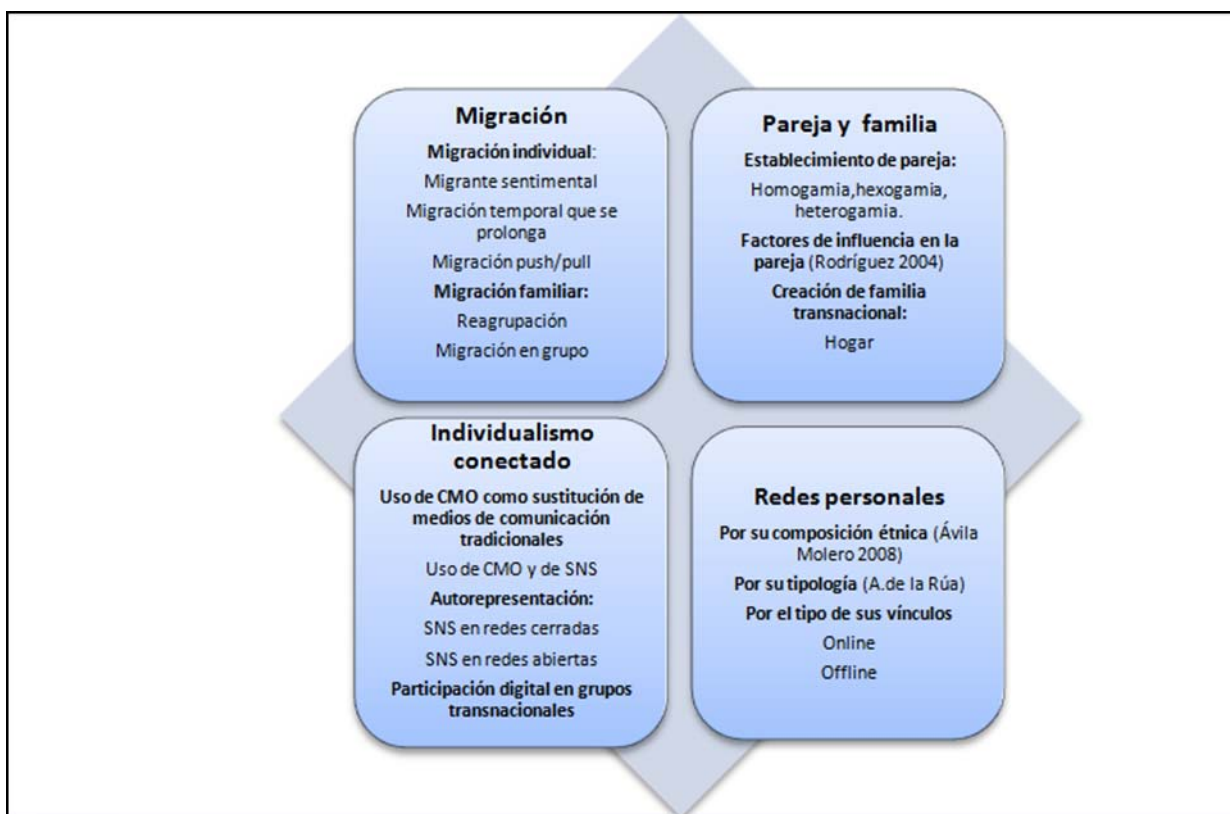 Migración
Migración individual:
Migrante sentimental
Migración temporal que se
prolonga
Migración push/pull
Migración familiar:
Reagrupación
Migración en grupo
Pareja y familia
Establecimiento de pareja:
Homogamia,hexogamia,
heterogamia.
Factores de influencia en la
pareja (Rodríguez 2004)
Creación de familia
transnacional:
Hogar
Individualismo
conectado
Uso de CMO como sustitución de
medios de comunicación
tradicionales
Uso de CMO y de SNS
Autorepresentación:
SNS en redes cerradas
SNS en redes abiertas
Participación digital en grupos
transnacionales
Redes personales
Por su composición étnica (Ávila
Molero 2008)
Por su tipología (A.de la Rúa)
Por el tipo de sus vínculos
Online
Offline